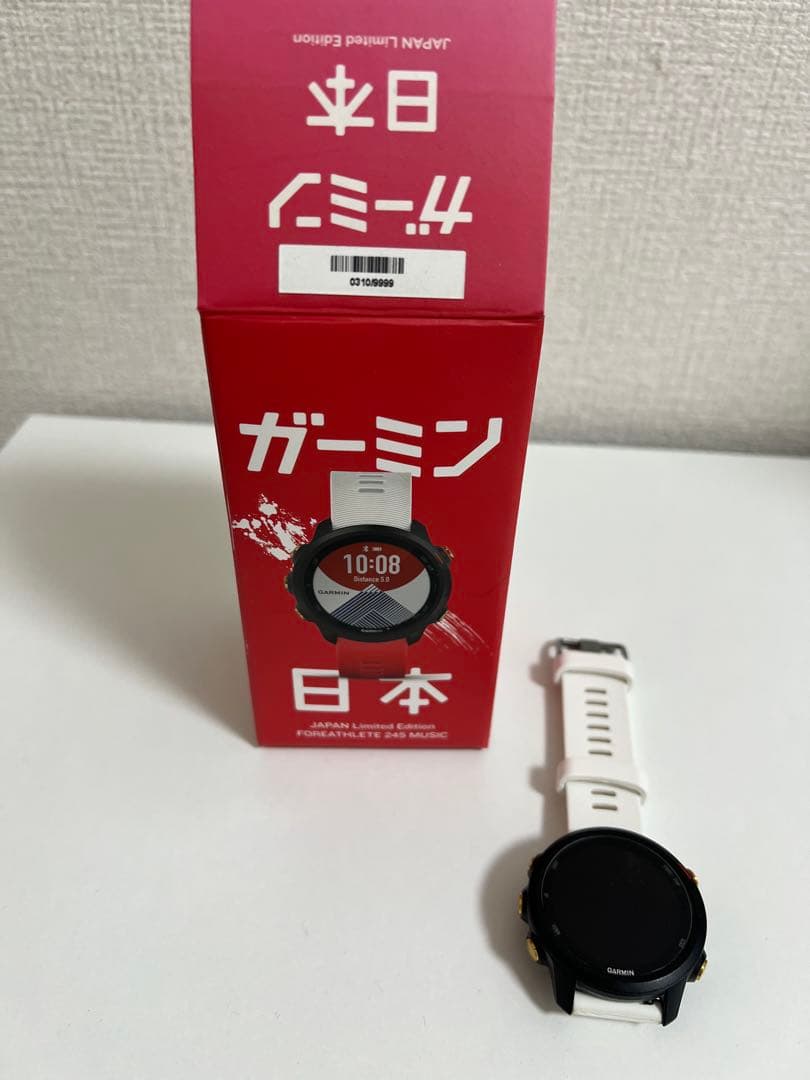 JAPAN Limited Edition
日本
ガーミン
0310/9999
ガーミン
10:08
Distance 5.0
GARMIN
GARMIN
日本
JAPAN Limited Edition
FOREATHLETE 245 MUSIC
GARMIN